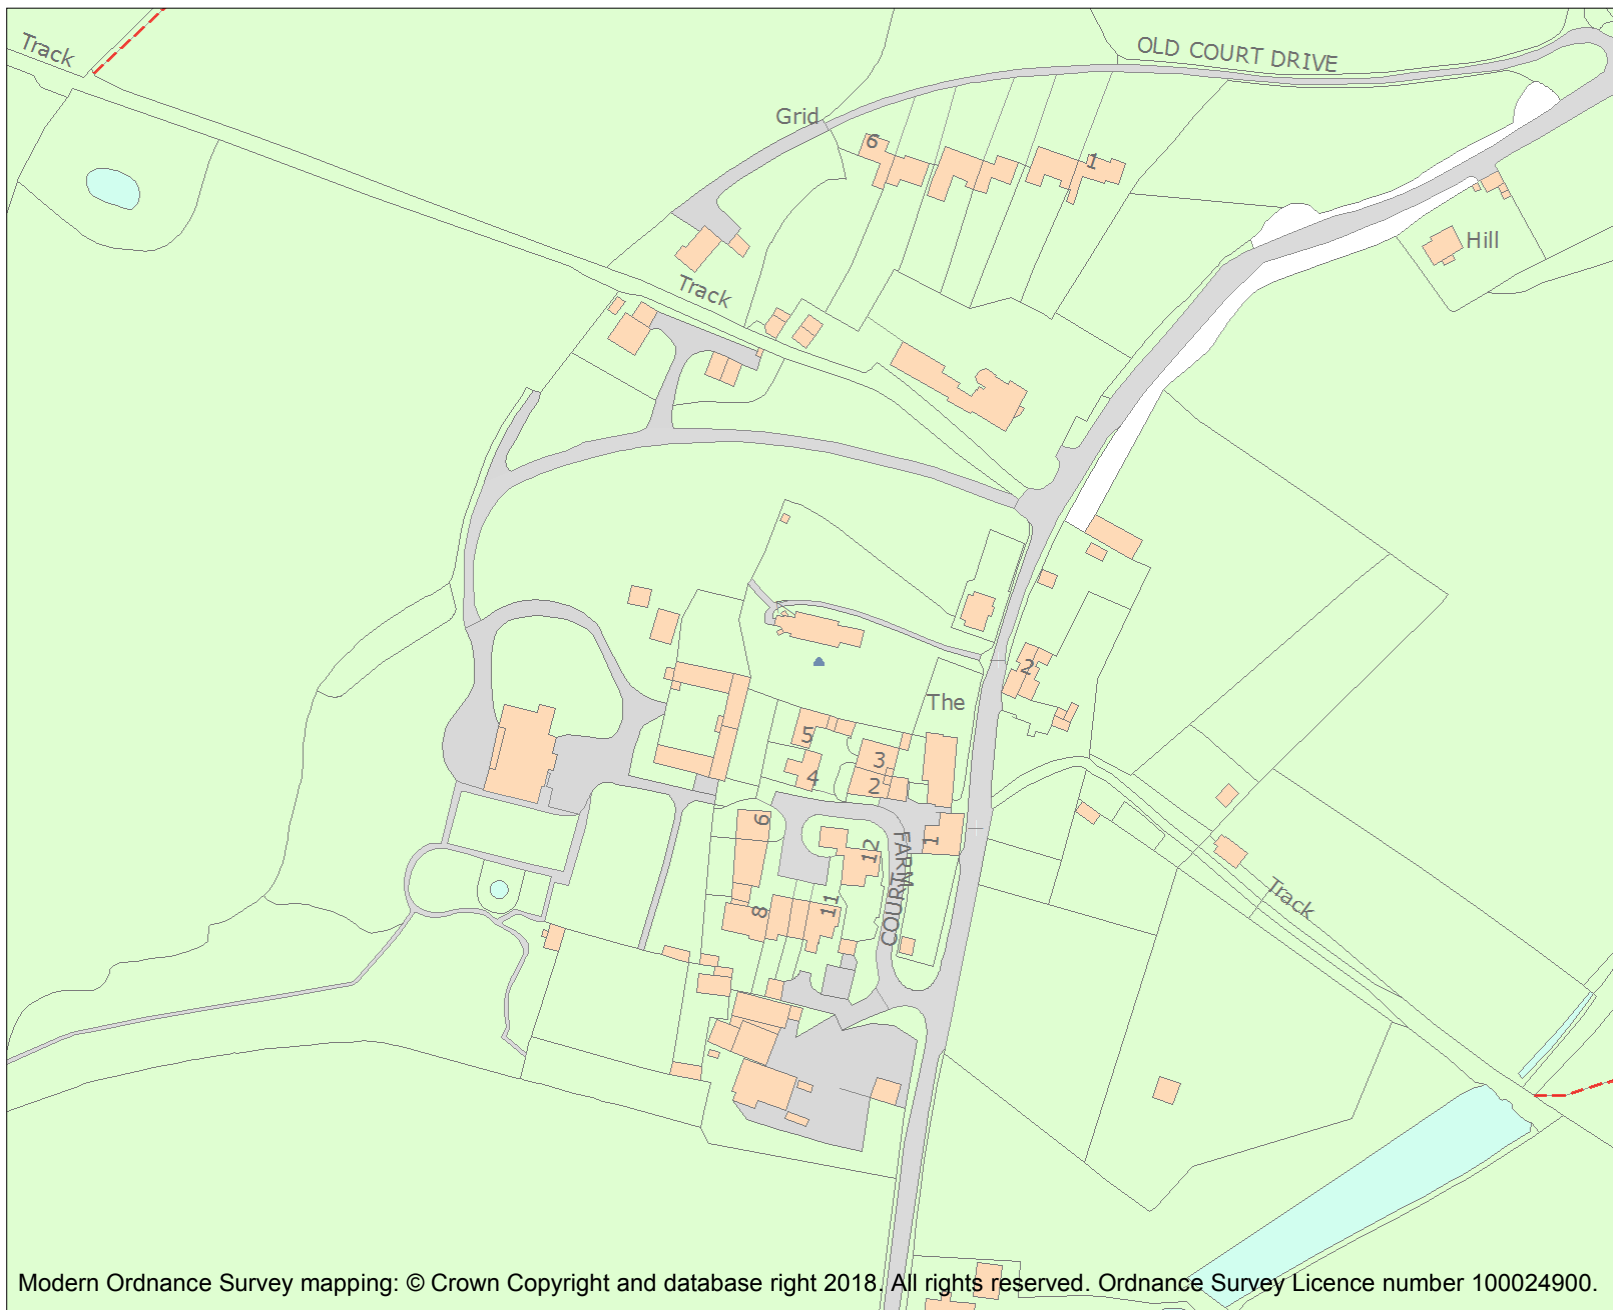 Track
OLD COURT DRIVE
Grid
6
1
Hill
Track
2
The
5
3
4
2
6
1
12
COURT FARM
8
11
Track
Modern Ordnance Survey mapping: © Crown Copyright and database right 2018. All rights reserved. Ordnance Survey Licence number 100024900.